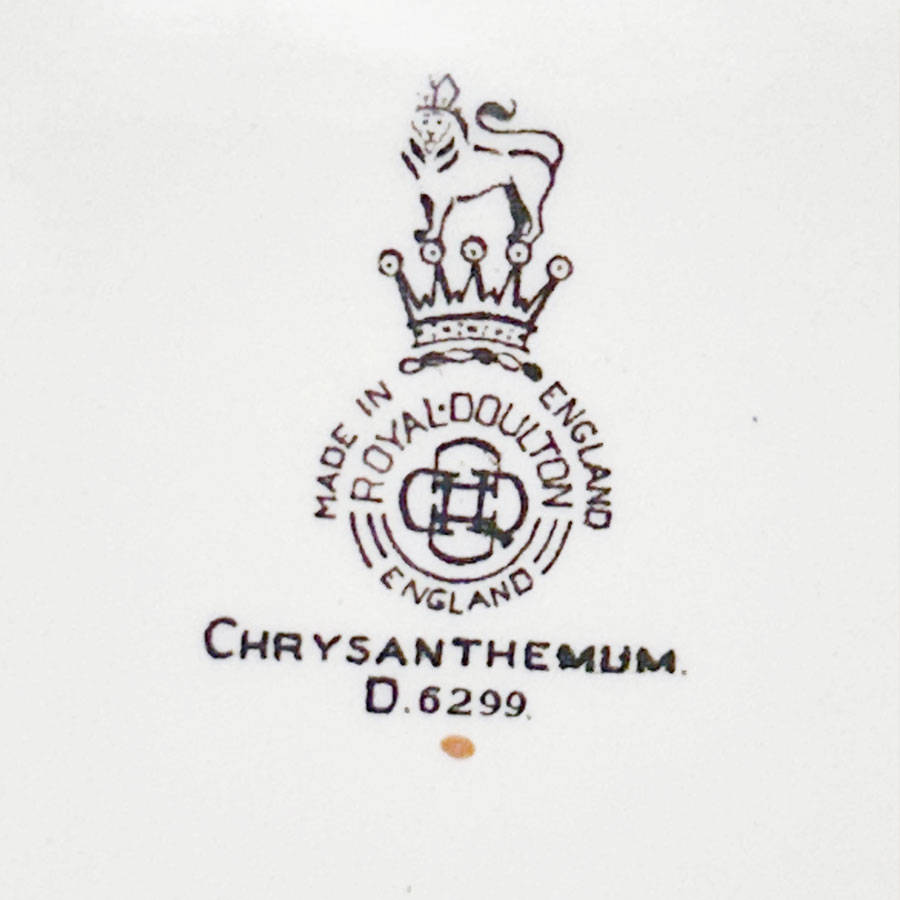 MADE IN ENGLAND
ROYAL·DOULTON
ENGLAND
CHRYSANTHEMUM.
D.6299.